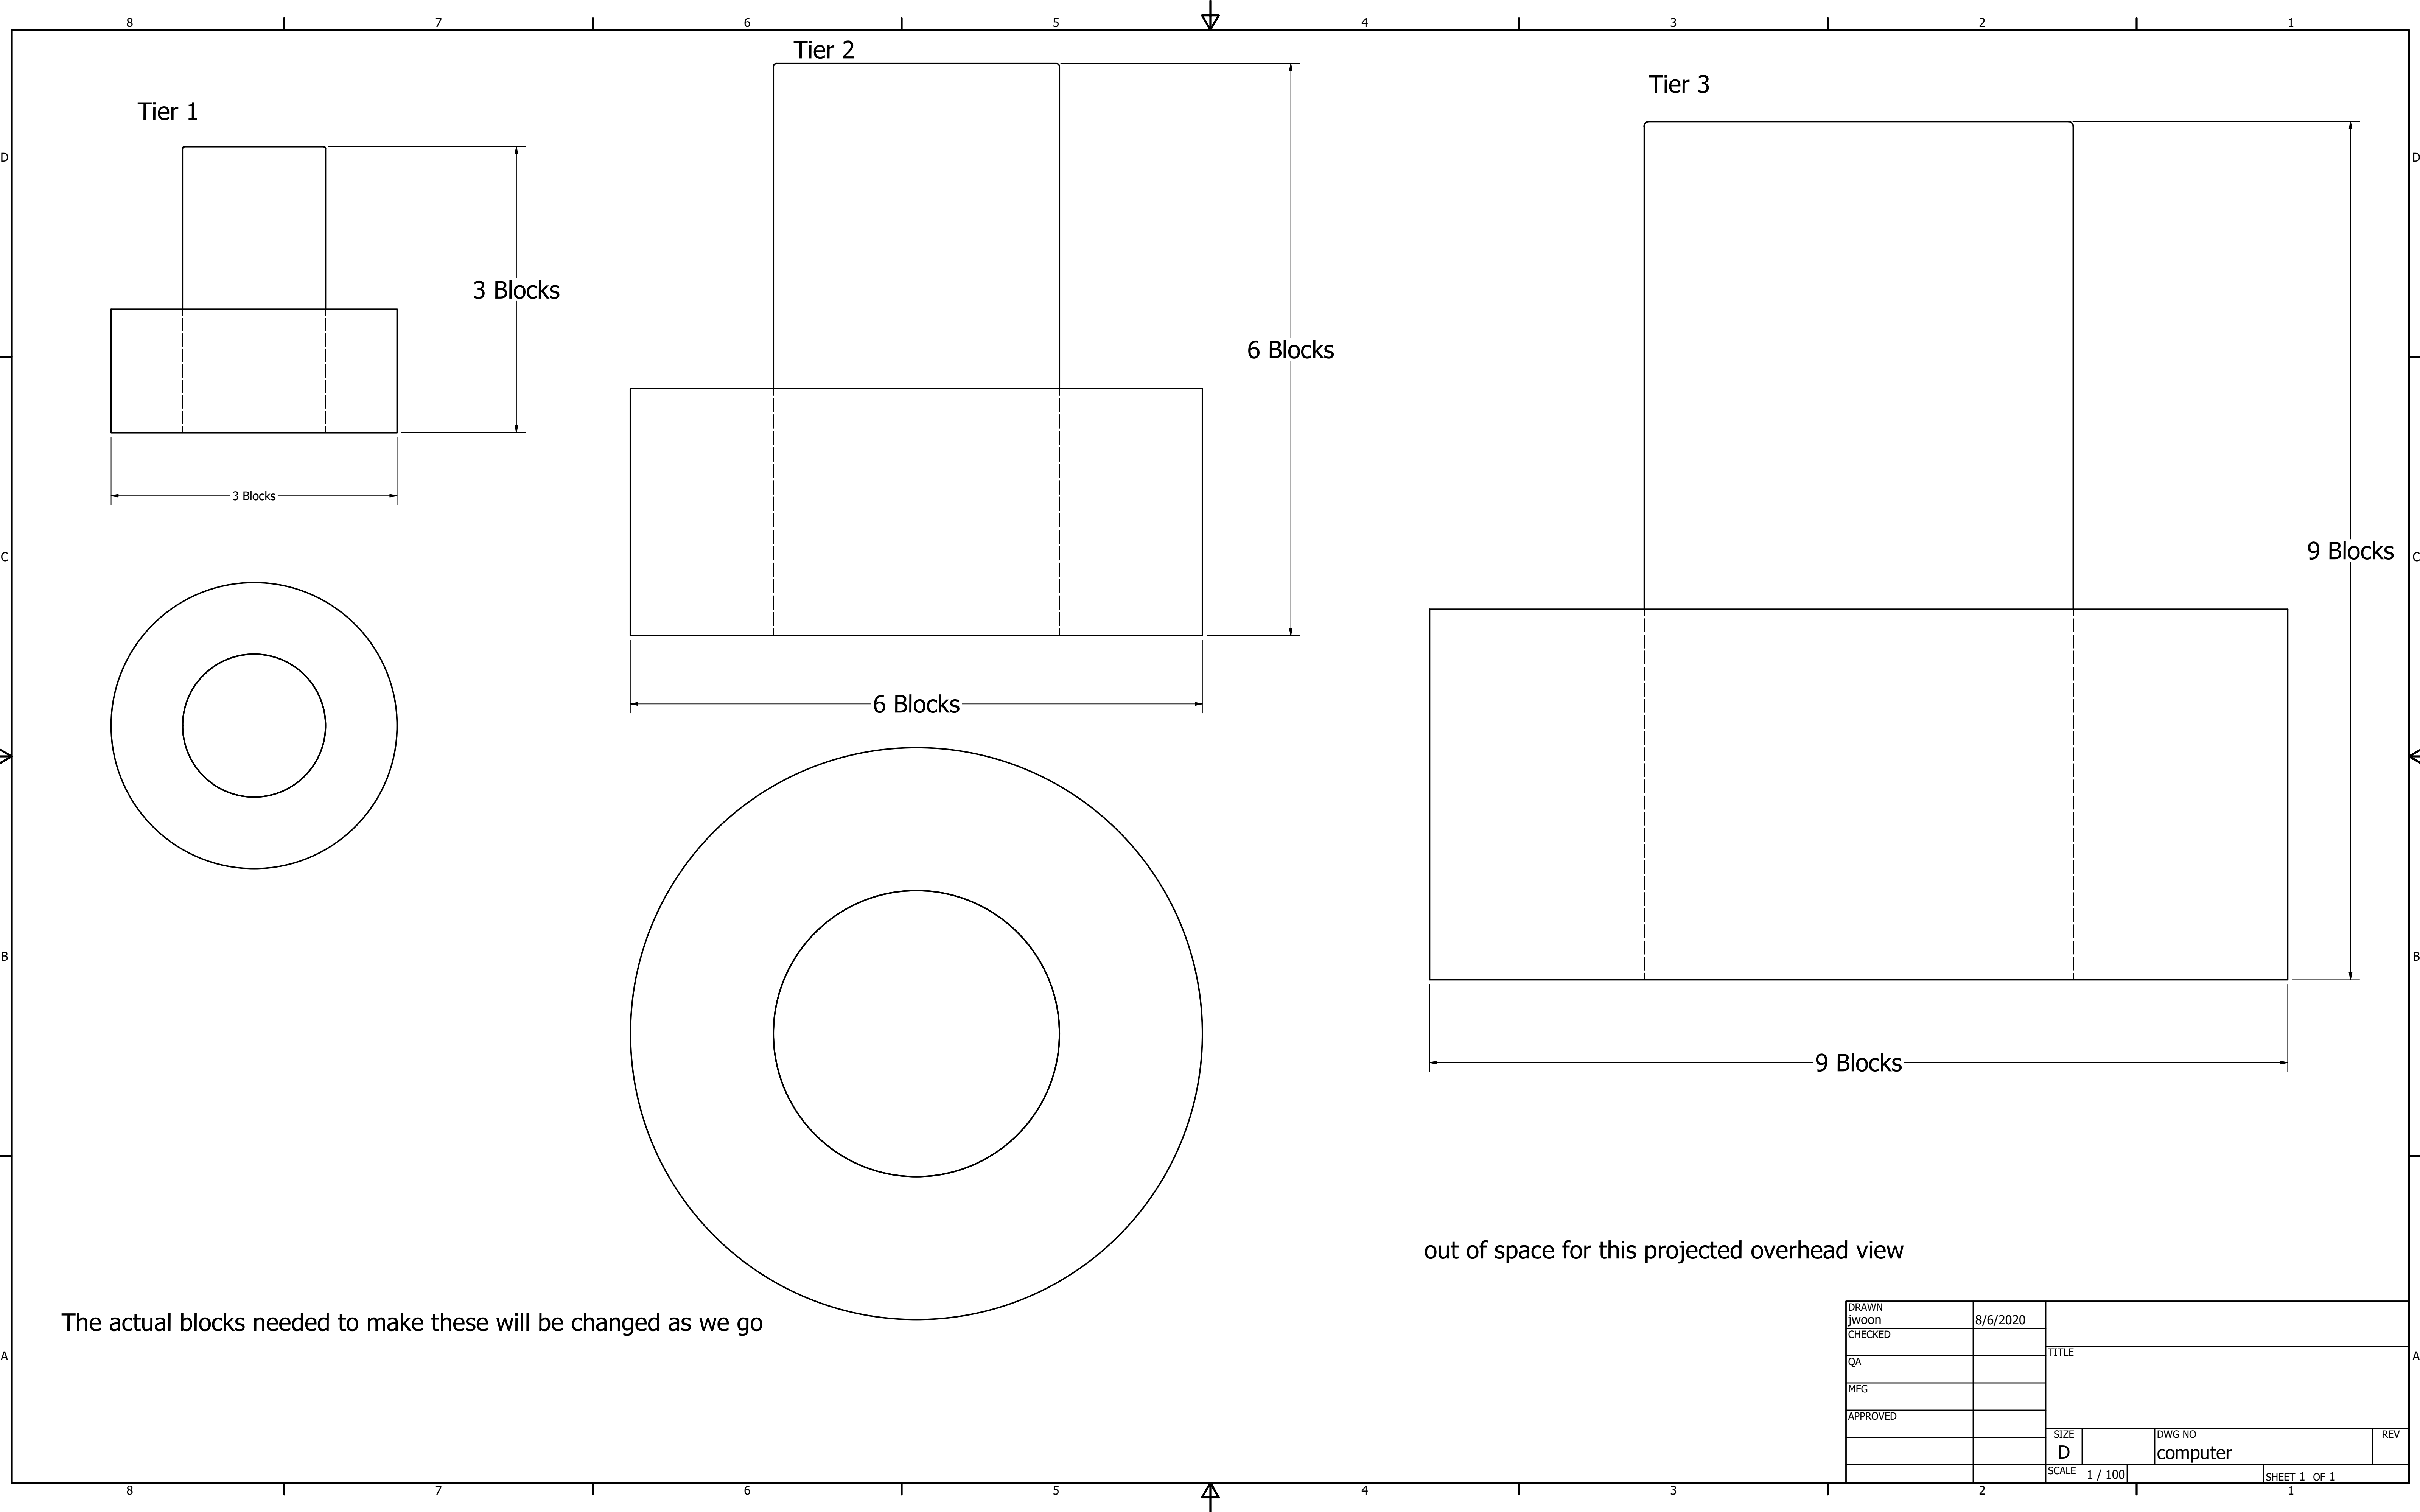 8 7 6 5 4 3 2 1
Tier 2
Tier 3
Tier 1
D D
3 Blocks
6 Blocks
3 Blocks
9 Blocks
C C
6 Blocks
B B
9 Blocks
out of space for this projected overhead view
The actual blocks needed to make these will be changed as we go
A A
DRAWN
jwoon 8/6/2020
CHECKED
TITLE
QA
MFG
APPROVED
SIZE DWG NO REV
D computer
SCALE 1 / 100 SHEET 1 OF 1
8 7 6 5 4 3 2 1